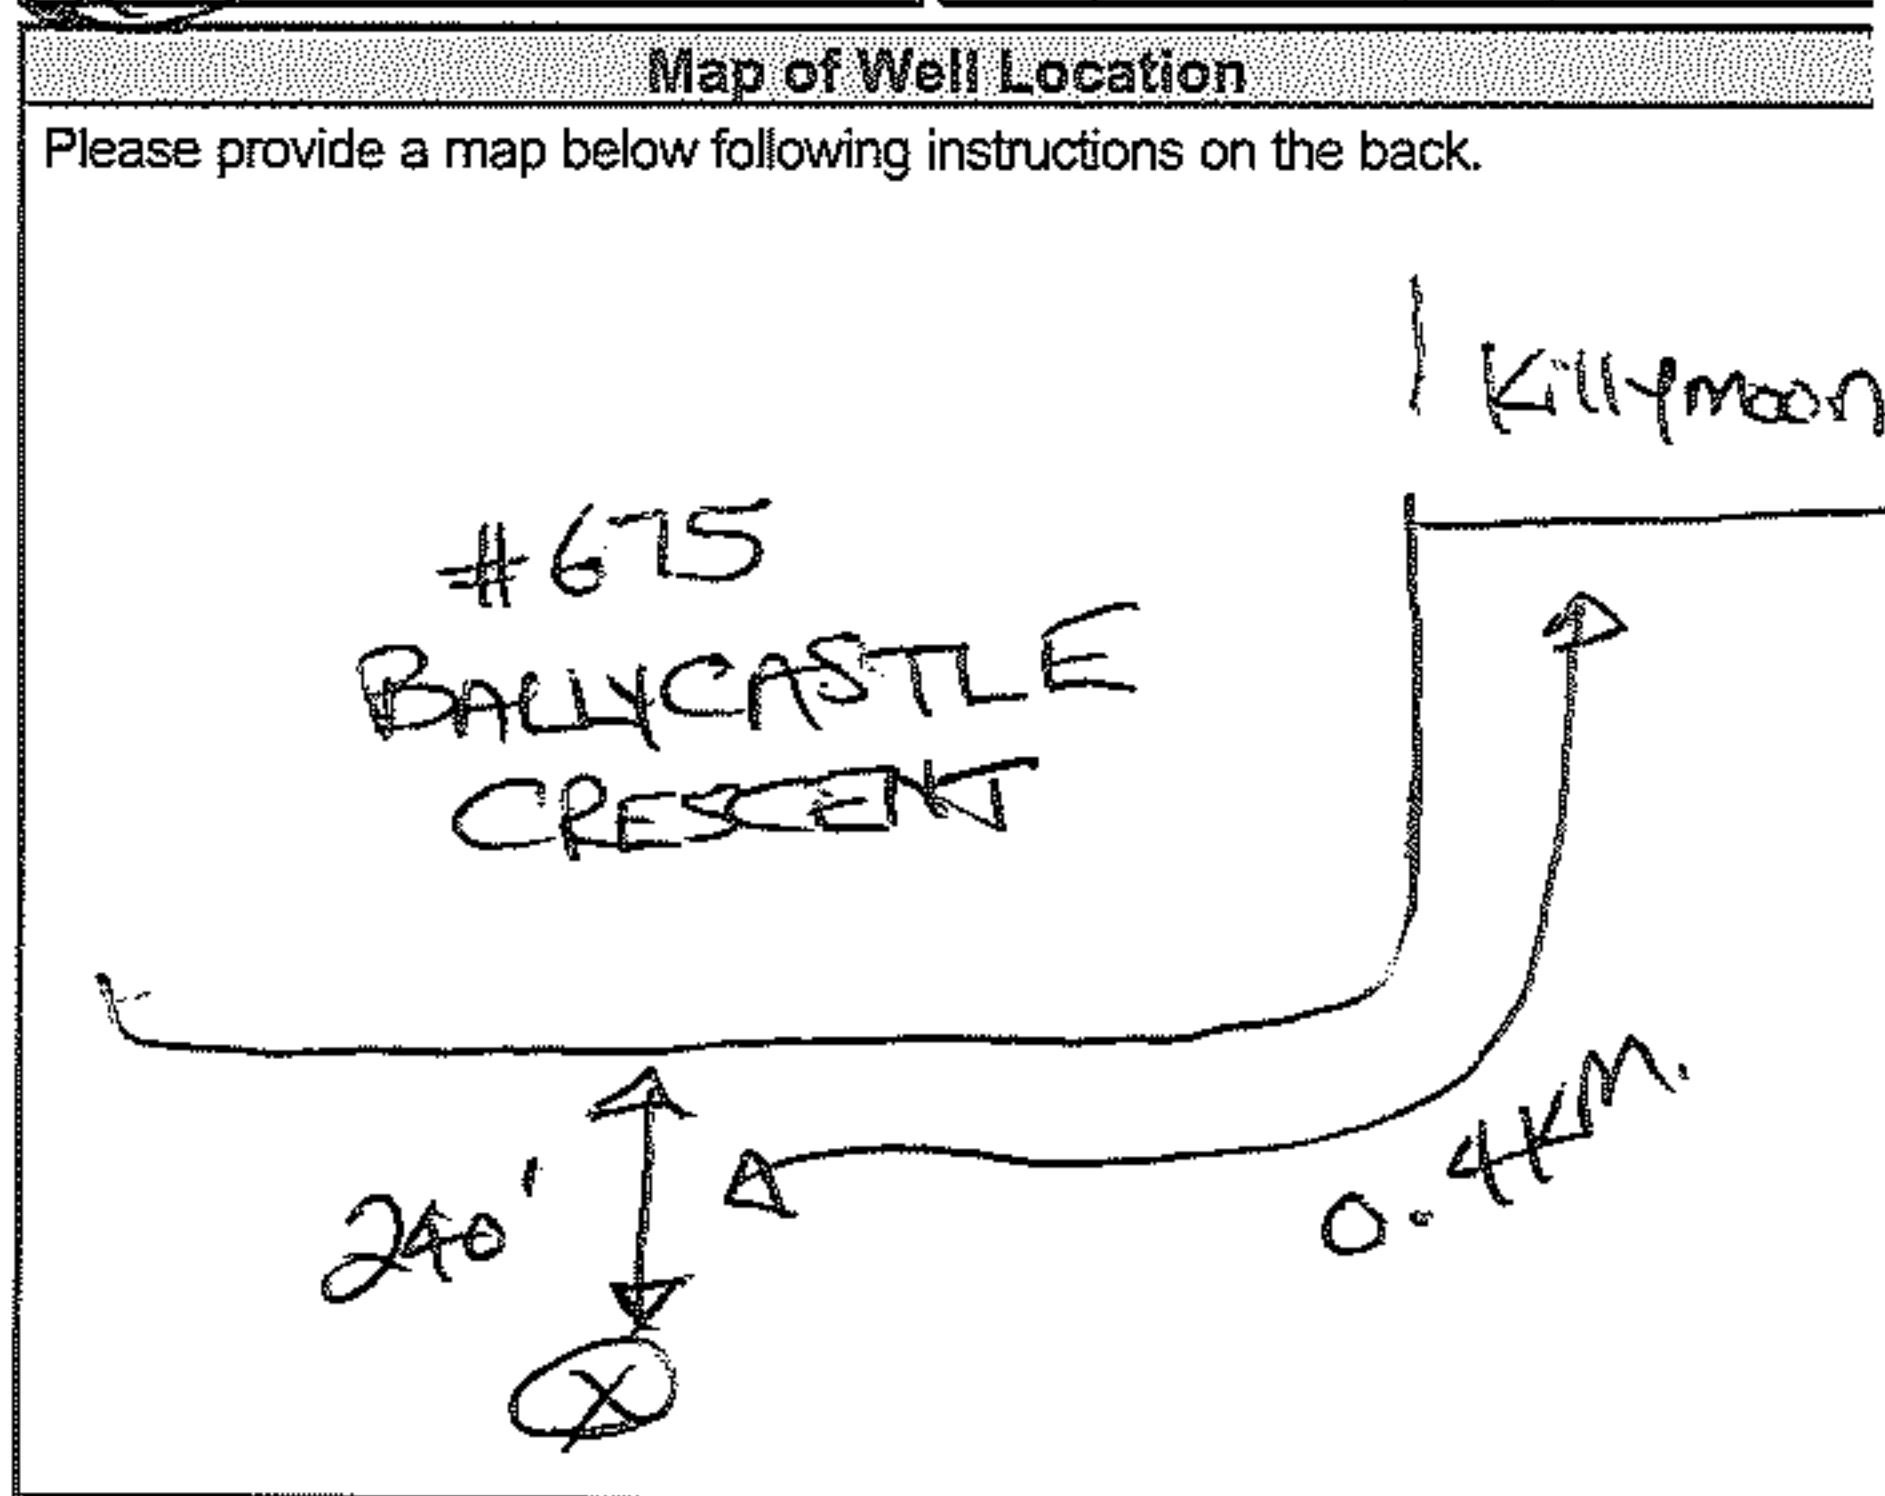 Map of Well Location
Please provide a map below following instructions on the back.
Killymoon
#675
BALLYCASTLE
CRESCENT
0.4KM.
240'
X